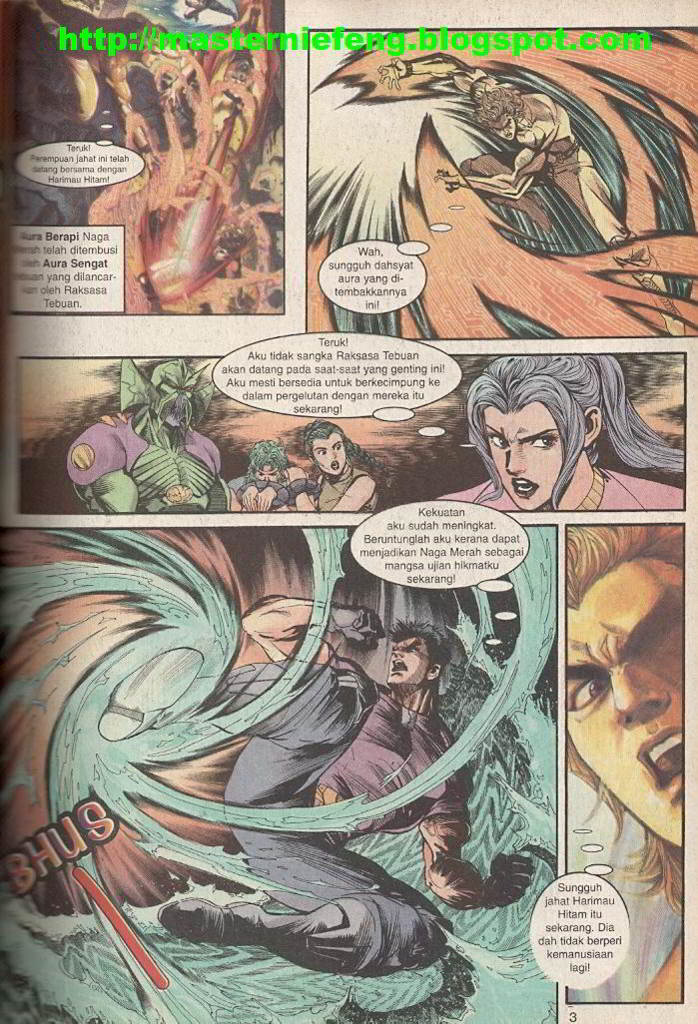 http://masterniefeng.blogspot.com
Teruk!
Perempuan jahat ini telah
datang bersama dengan
Harimau Hitam!
Aura Berapi Naga
Merah telah ditembusi
oleh Aura Sengat
Tebuan yang dilancar-
kan oleh Raksasa
Tebuan.
Wah,
sungguh dahsyat
aura yang di-
tembakkannya
ini!
Teruk!
Aku tidak sangka Raksasa Tebuan
akan datang pada saat-saat yang genting ini!
Aku mesti bersedia untuk berkecimpung ke
dalam pergelutan dengan mereka itu
sekarang!
Kekuatan
aku sudah meningkat.
Beruntunglah aku kerana dapat
menjadikan Naga Merah sebagai
mangsa ujian hikmatku
sekarang!
BHUS
Sungguh
jahat Harimau
Hitam itu
sekarang. Dia
dah tidak berperi
kemanusiaan
lagi!
3